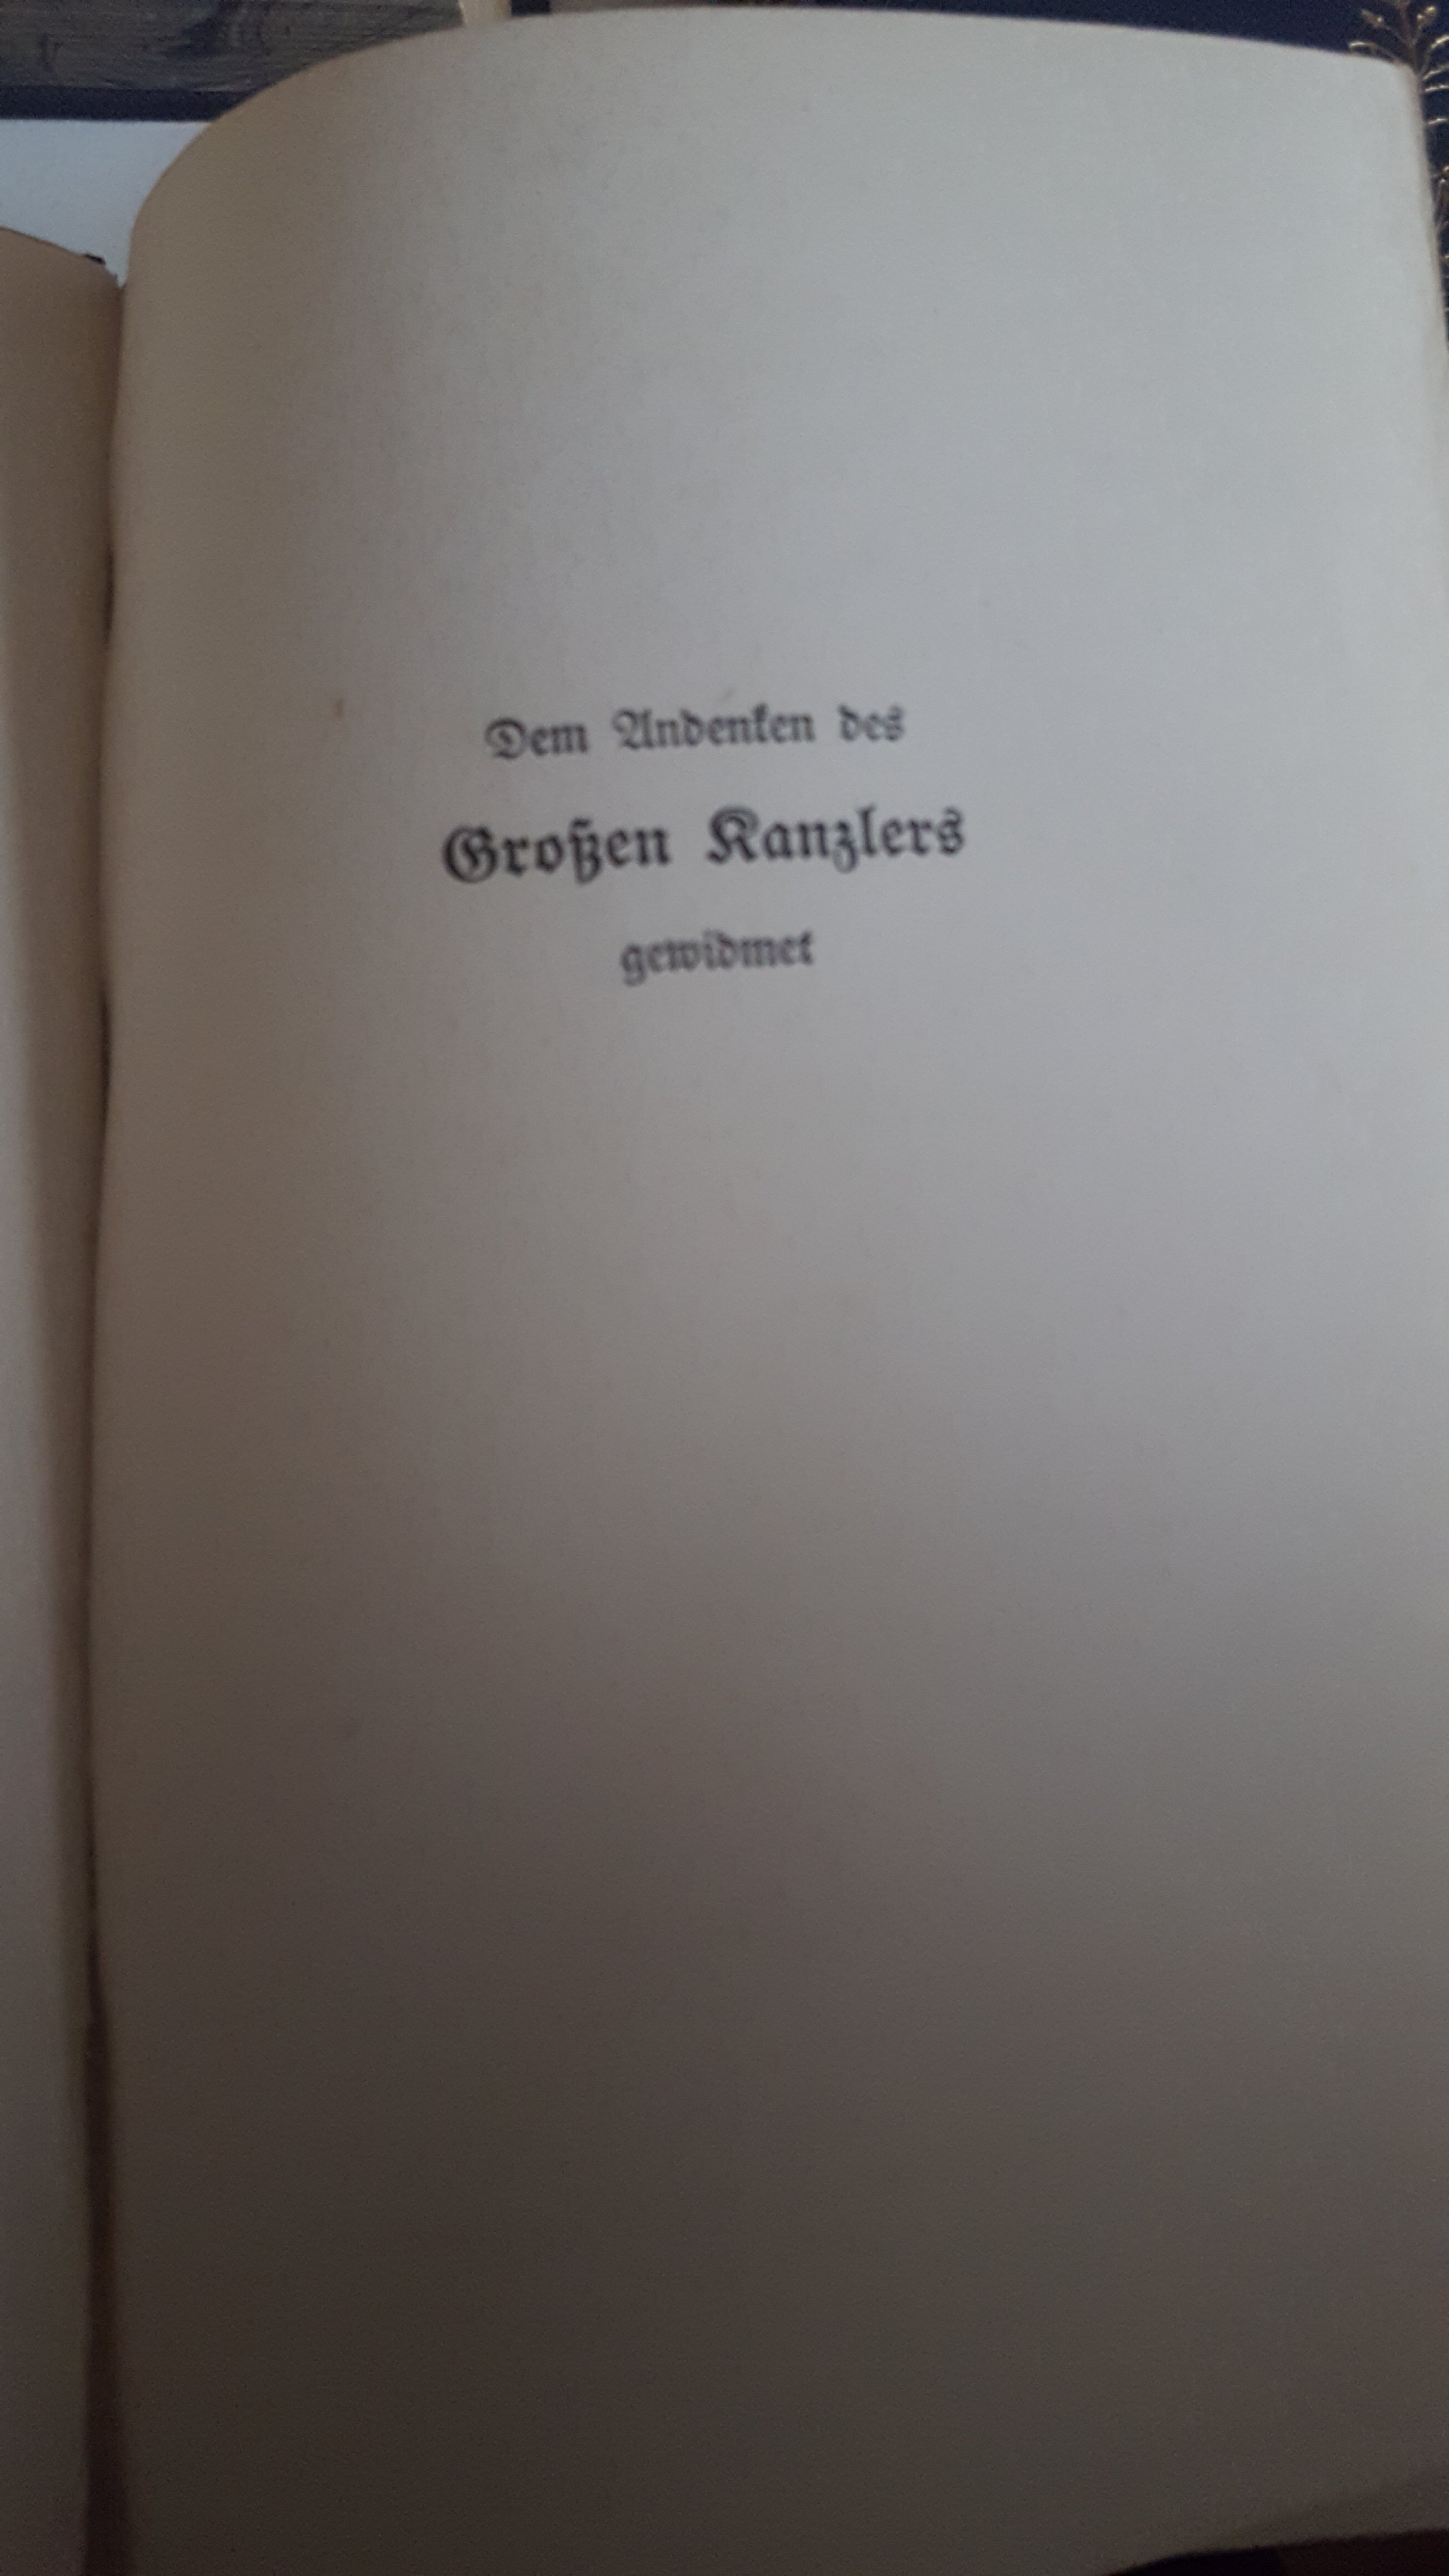 Dem Andenken des
Großen Kanzlers
gewidmet